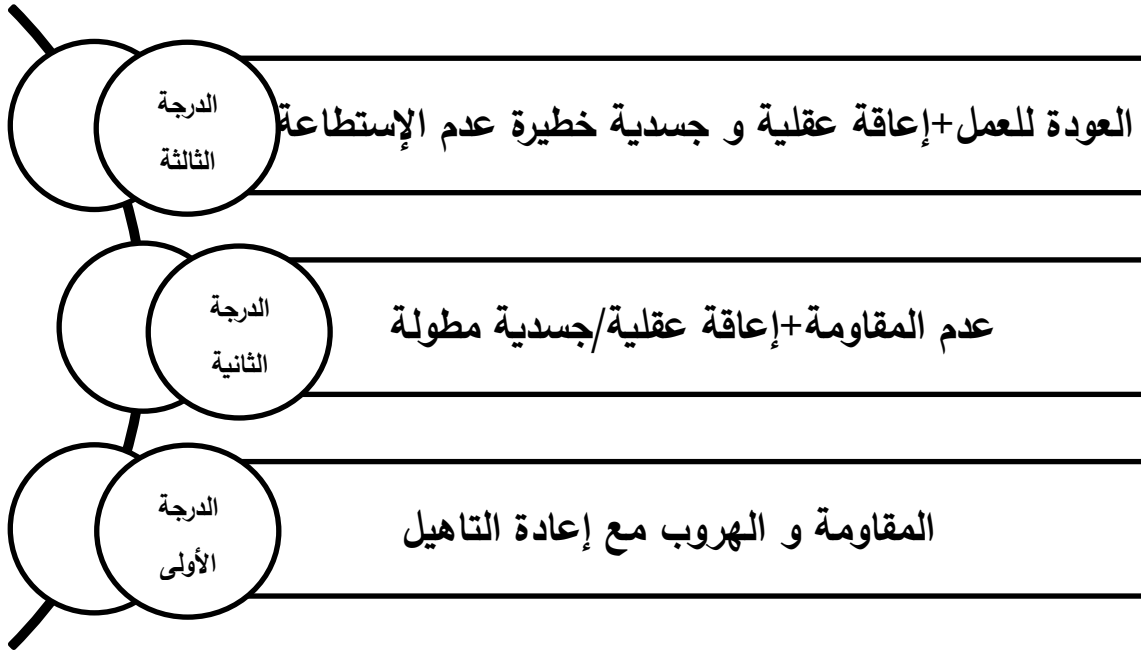 الدرجة
الثالثة
العودة للعمل+إعاقة عقلية و جسدية خطيرة عدم الإستطاعة
الدرجة
الثانية
عدم المقاومة+إعاقة عقلية/جسدية مطولة
الدرجة
الأولى
المقاومة و الهروب مع إعادة التاهيل